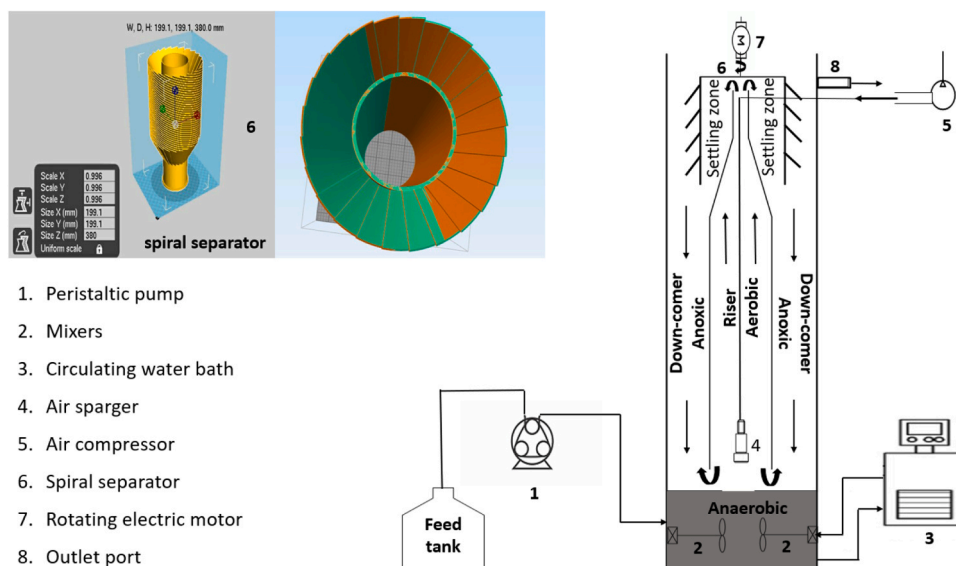 W, D, H: 199.1, 199.1, 380.0 mm
6
Scale X 0.996
Scale Y 0.996
Scale Z 0.996
Size X (mm) 199.1
Size Y (mm) 199.1
Size Z (mm) 380
Uniform scale
spiral separator
1. Peristaltic pump
2. Mixers
3. Circulating water bath
4. Air sparger
5. Air compressor
6. Spiral separator
7. Rotating electric motor
8. Outlet port
M
7
6
8
5
Settling zone
Settling zone
Down-comer
Anoxic
Riser
Aerobic
Anoxic
Down-comer
4
1
Feed
tank
Anaerobic
2
2
3